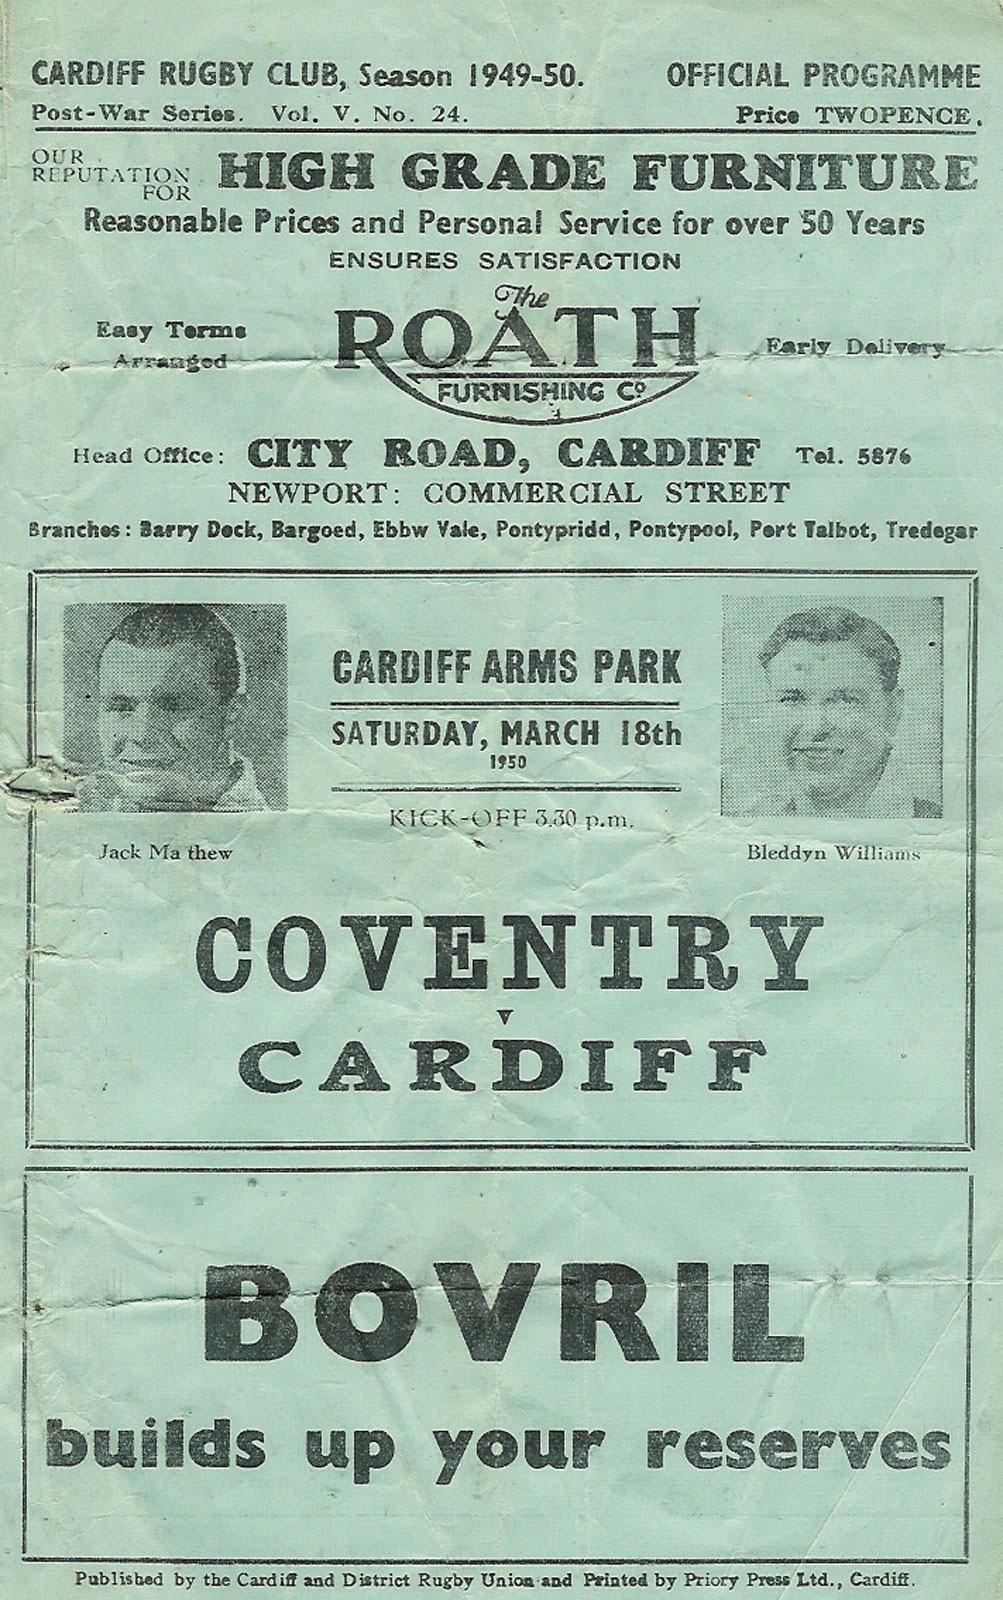 CARDIFF RUGBY CLUB, Season 1949-50. OFFICIAL PROGRAMME
Post-War Series. Vol. V. No. 24. Price TWOPENCE.
OUR REPUTATION FOR HIGH GRADE FURNITURE
Reasonable Prices and Personal Service for over 50 Years
ENSURES SATISFACTION
The
ROATH
FURNISHING Co
Easy Terms Arranged
Early Delivery
Head Office: CITY ROAD, CARDIFF Tel. 5876
NEWPORT: COMMERCIAL STREET
Branches: Barry Dock, Bargoed, Ebbw Vale, Pontypridd, Pontypool, Port Talbot, Tredegar
CARDIFF ARMS PARK
SATURDAY, MARCH 18th
1950
KICK-OFF 3.30 p.m.
Jack Ma thew
Bleddyn Williams
COVENTRY
v
CARDIFF
BOVRIL
builds up your reserves
Published by the Cardiff and District Rugby Union and Printed by Priory Press Ltd., Cardiff.